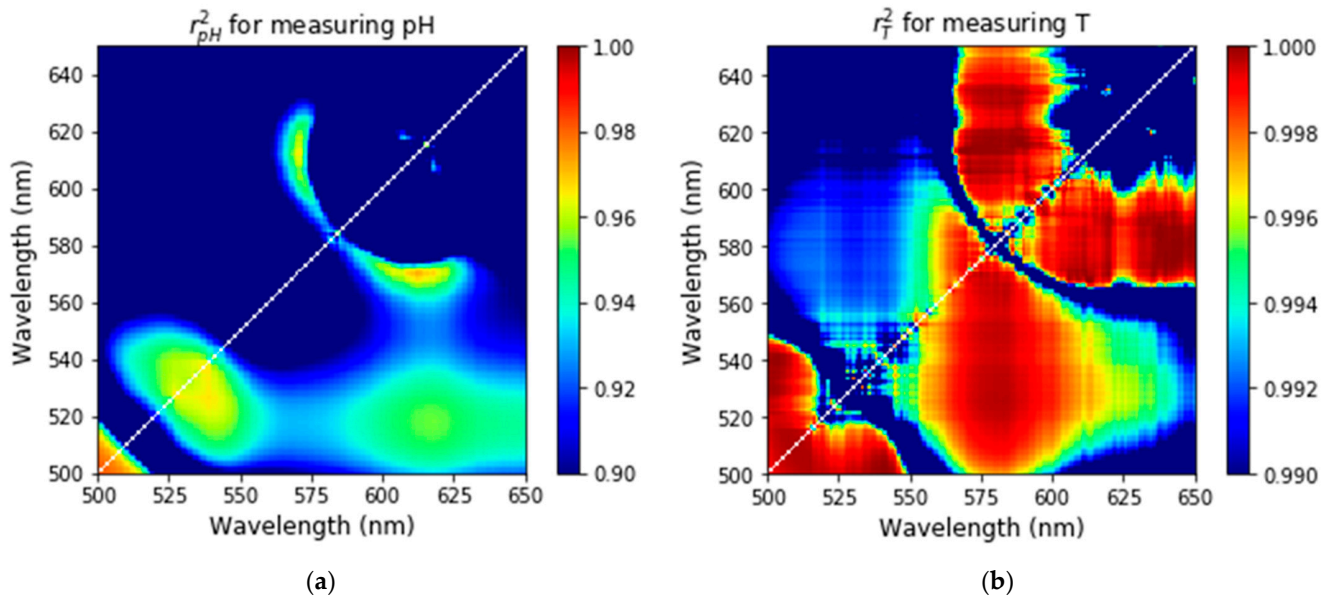 r²pH for measuring pH
1.00
640
620
600
580
560
540
520
500
Wavelength (nm)
0.98
0.96
0.94
0.92
0.90
500 525 550 575 600 625 650
Wavelength (nm)
(a)
r²T for measuring T
1.000
640
620
600
580
560
540
520
500
Wavelength (nm)
0.998
0.996
0.994
0.992
0.990
500 525 550 575 600 625 650
Wavelength (nm)
(b)